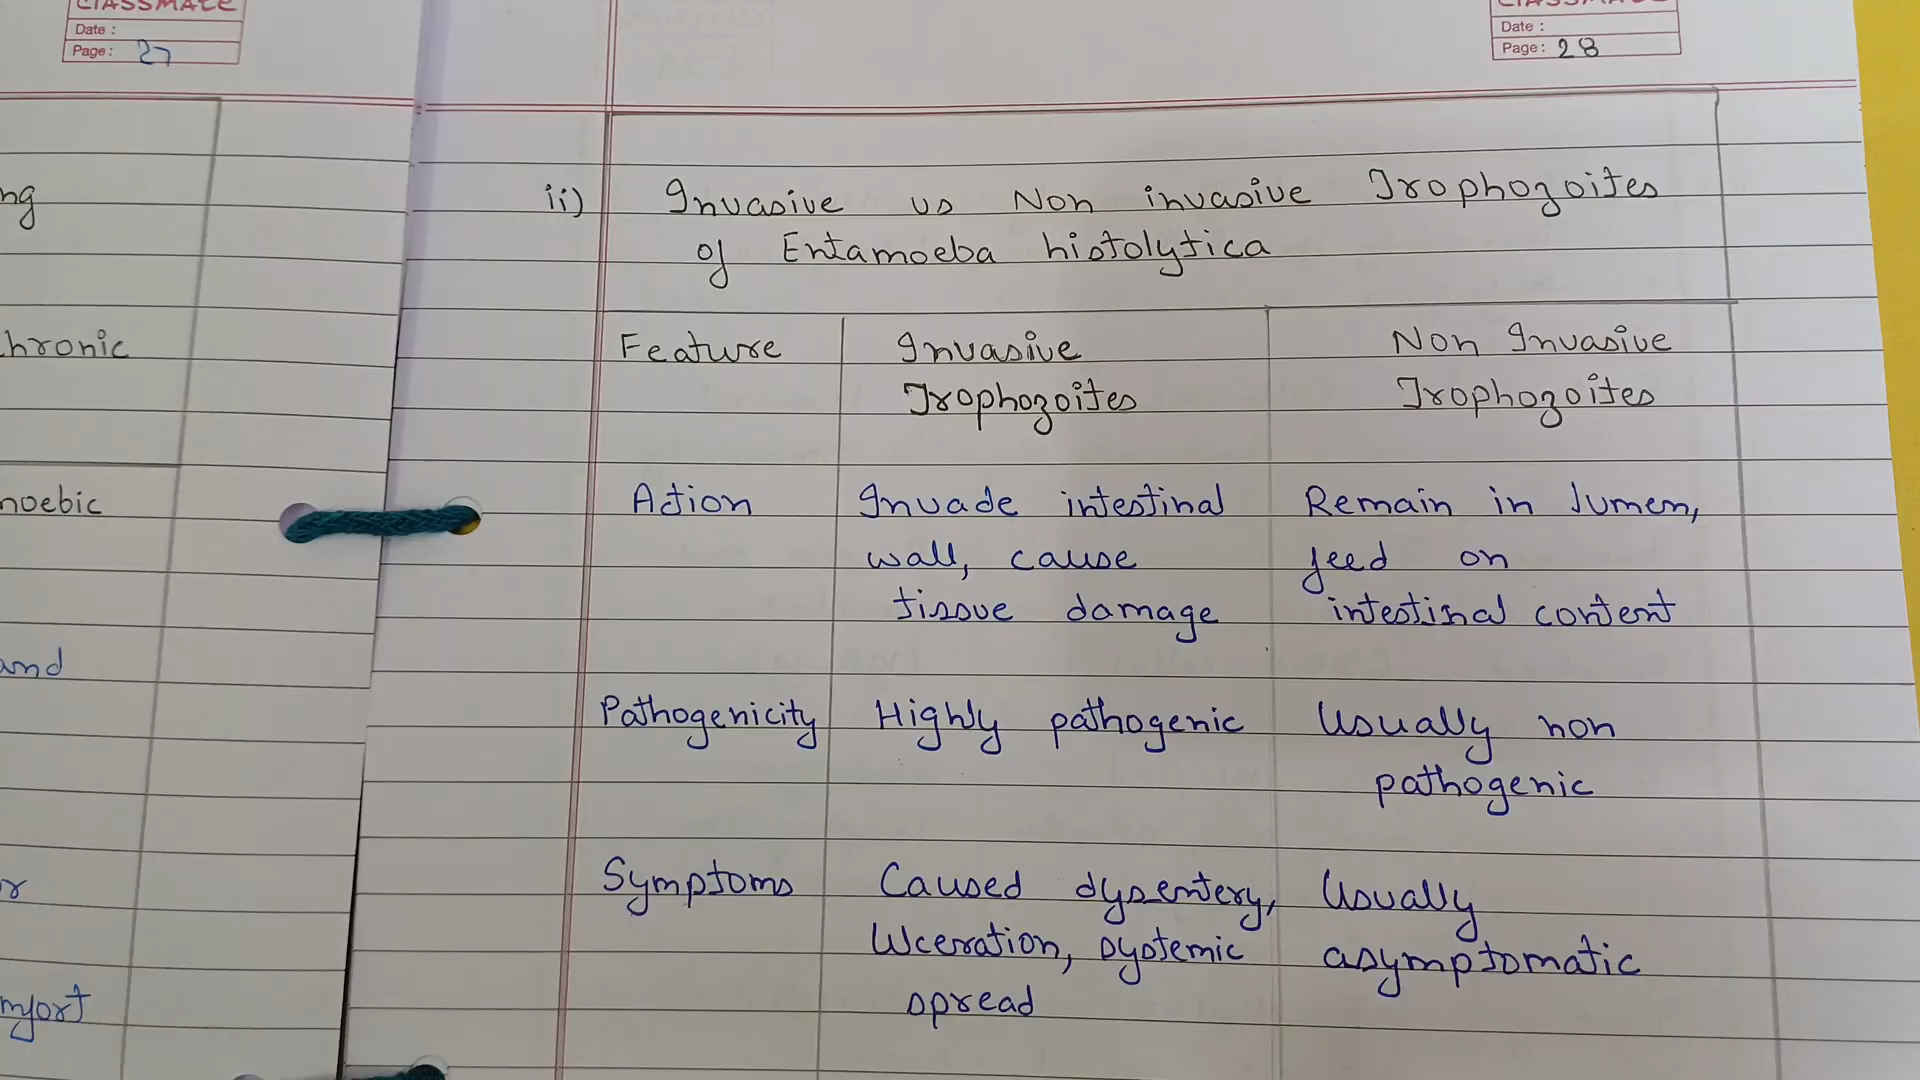 CLASSMATE
Date :
Page : 27
ng
hronic
noebic
and
r
mfort
Date :
Page : 28
ii) Invasive vs Non invasive Trophozoites
of Entamoeba histolytica
Feature Invasive Non Invasive
Trophozoites Trophozoites
Action Invade intestinal Remain in lumen,
wall, cause feed on
tissue damage intestinal content
Pathogenicity Highly pathogenic Usually non
pathogenic
Symptoms Caused dysentery, Usually
Ulceration, systemic asymptomatic
spread